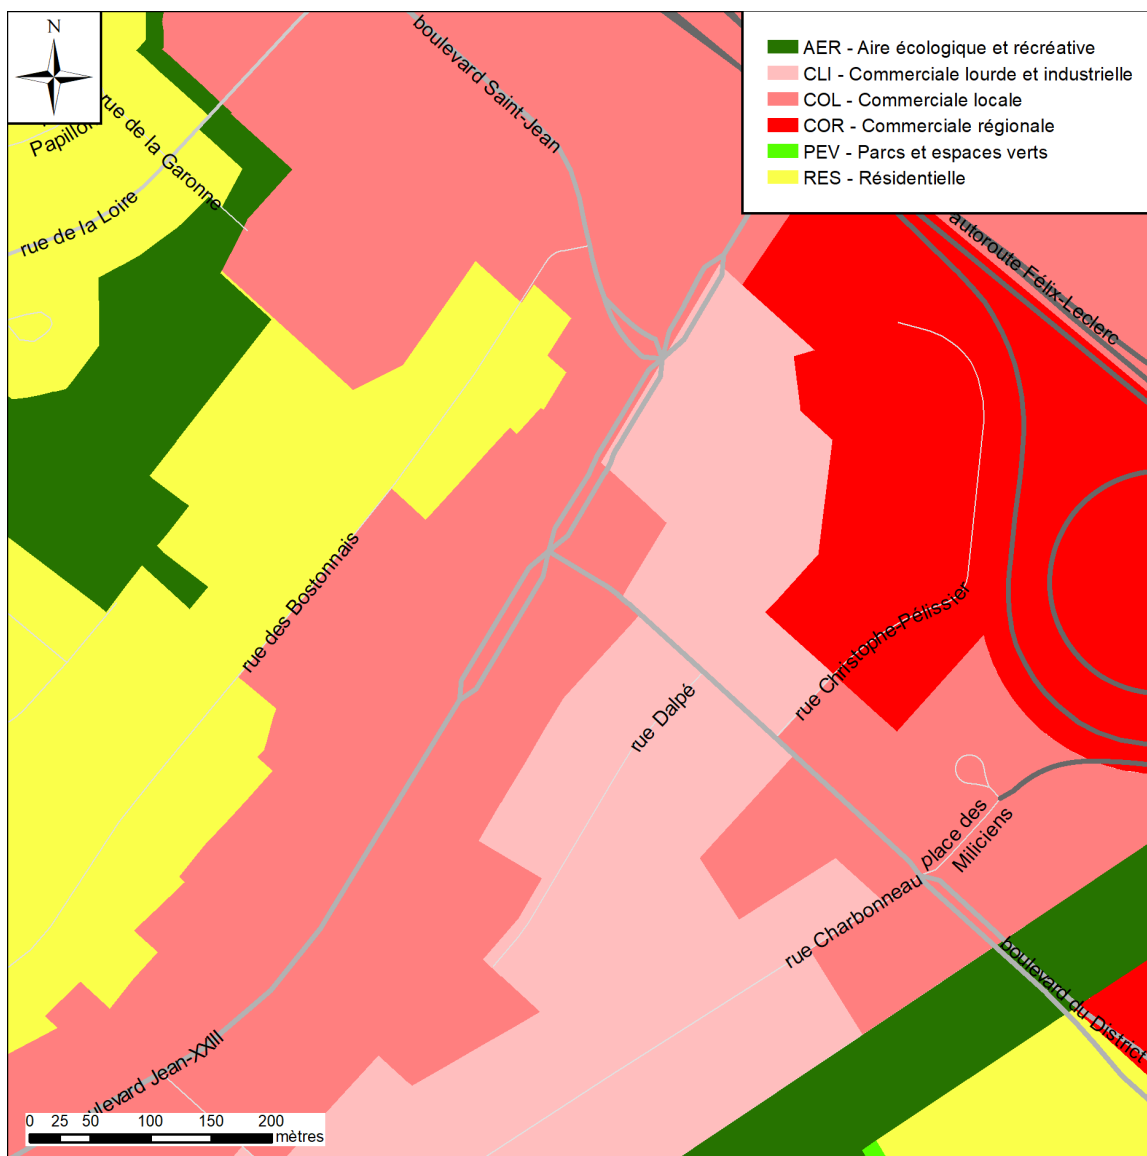 N
AER - Aire écologique et récréative
CLI - Commerciale lourde et industrielle
COL - Commerciale locale
COR - Commerciale régionale
PEV - Parcs et espaces verts
RES - Résidentielle
boulevard Saint-Jean
rue de la Garonne
Papillon
rue de la Loire
autoroute Félix-Leclerc
rue des Bostonnais
rue Christophe-Pélissier
rue Dalpé
place des
Miliciens
rue Charbonneau
boulevard du District
ulevard Jean-XXIII
0 25 50 100 150 200
mètres